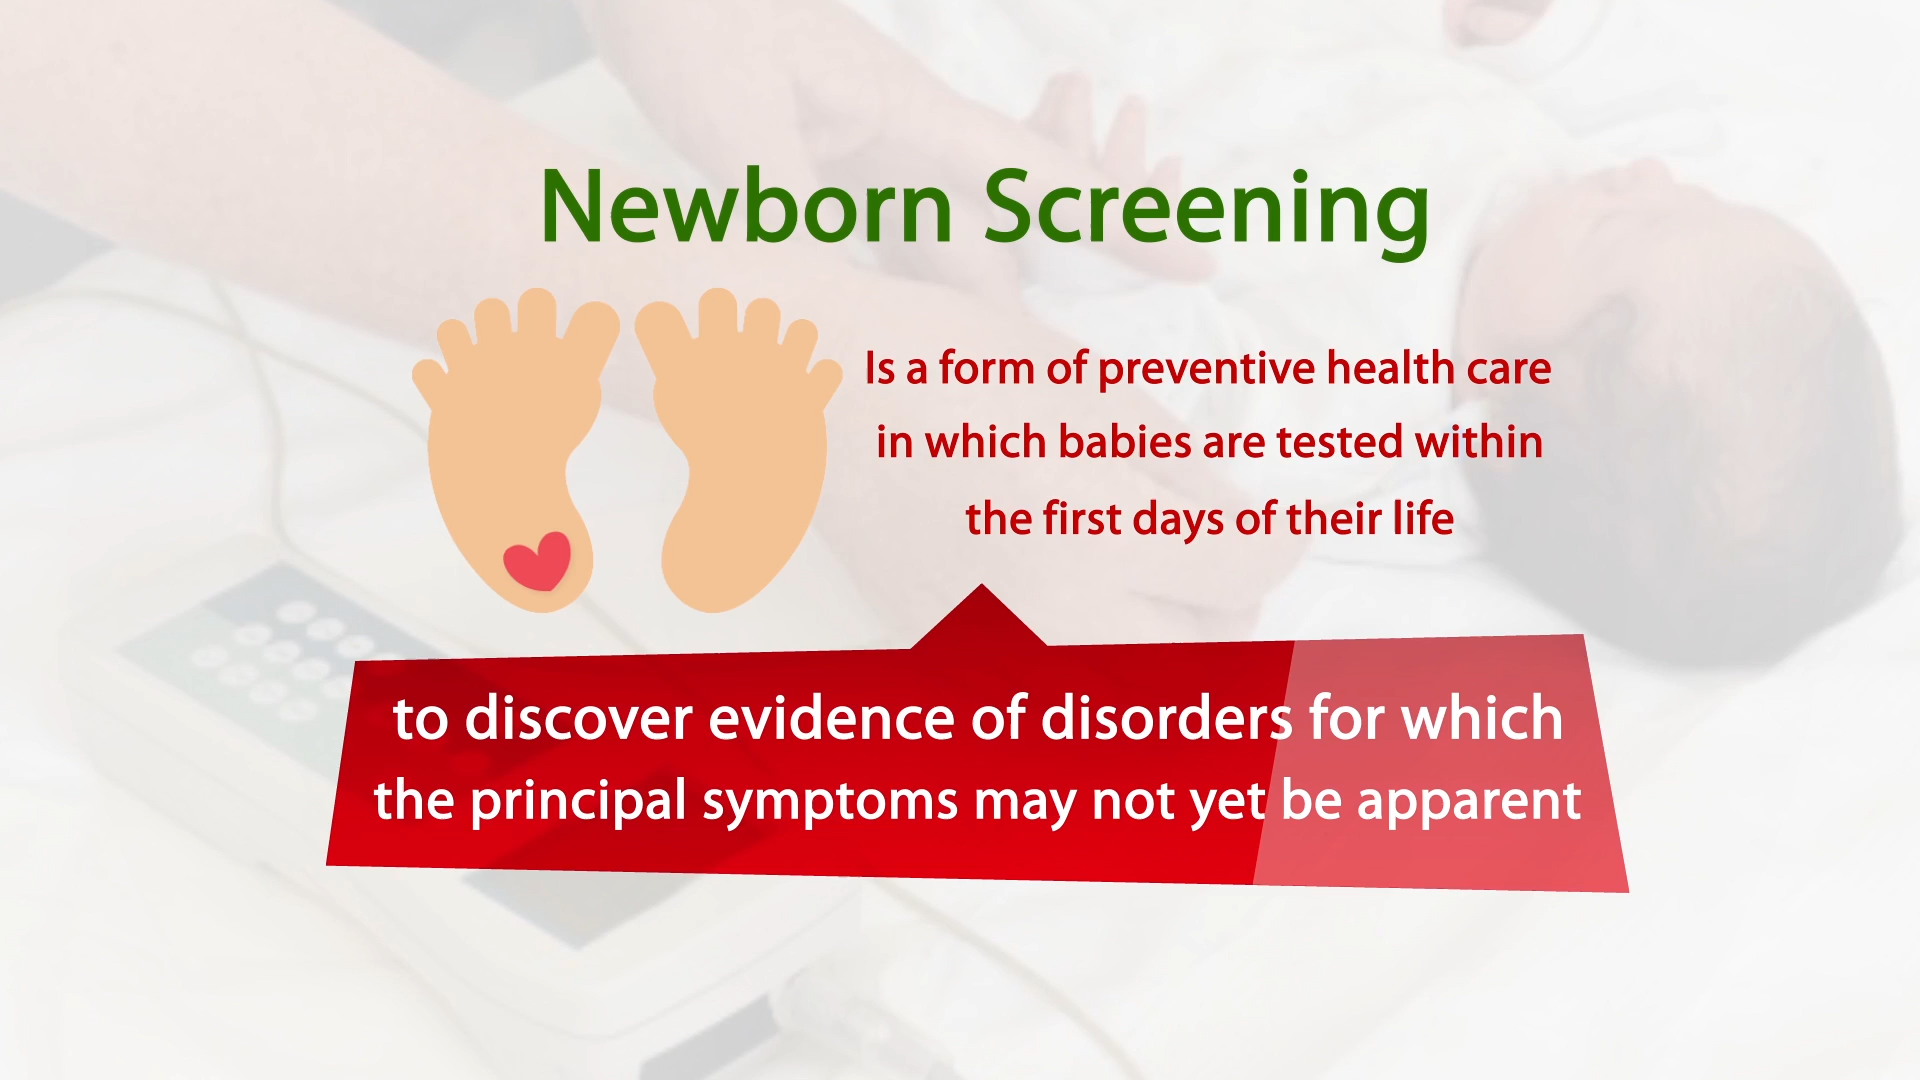 Newborn Screening
Is a form of preventive health care
in which babies are tested within
the first days of their life
to discover evidence of disorders for which
the principal symptoms may not yet be apparent